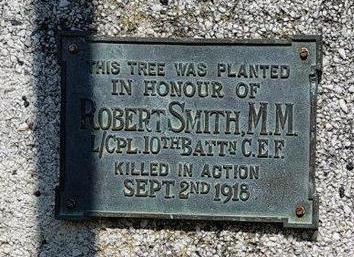 THIS TREE WAS PLANTED
IN HONOUR OF
ROBERT SMITH, M.M.
L/CPL. 10TH BATTN C.E.F.
KILLED IN ACTION
SEPT. 2ND 1918